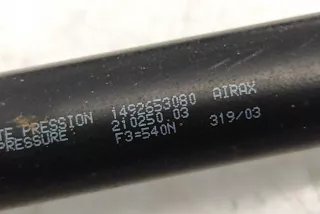 TE PRESSION 1492653080 AIRAX
PRESSURE 210250.03
F3=540N 319/03